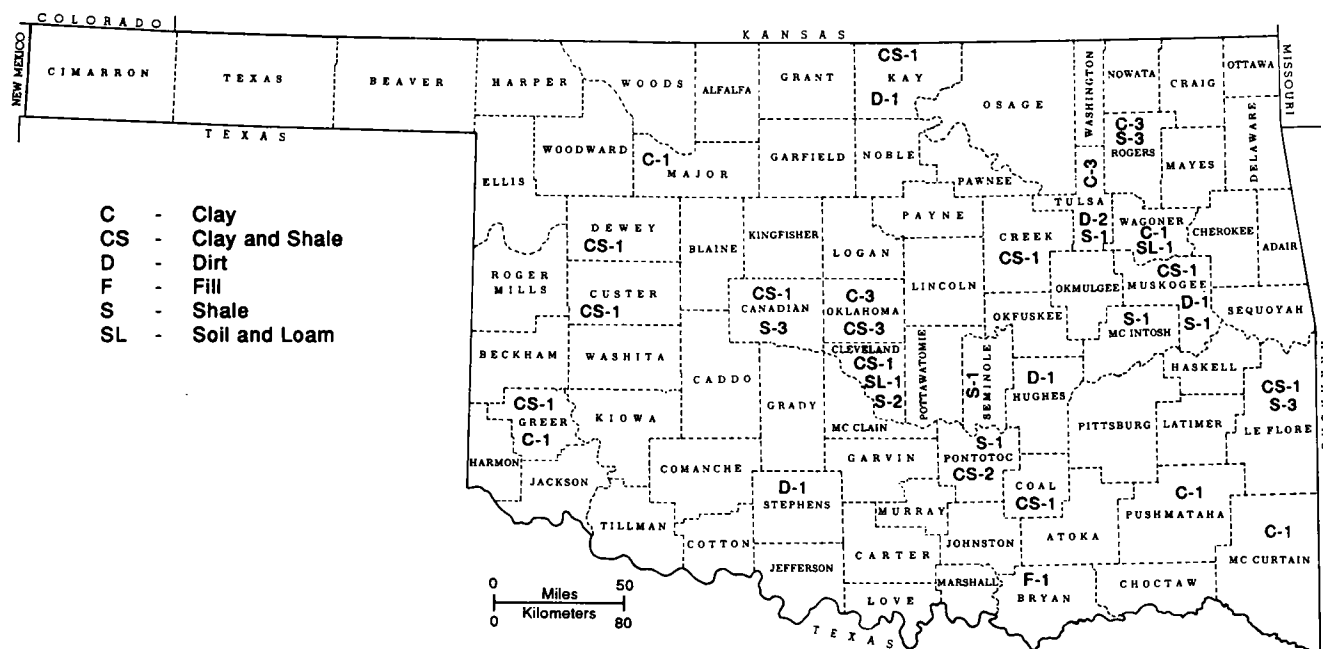 COLORADO
KANSAS
NEW MEXICO
MISSOURI
CIMARRON
TEXAS
BEAVER
HARPER
WOODS
ALFALFA
GRANT
CS-1
KAY
D-1
OSAGE
WASHINGTON
NOWATA
CRAIG
OTTAWA
TEXAS
WOODWARD
C-1
MAJOR
GARFIELD
NOBLE
PAWNEE
C-3
TULSA
D-2
S-1
C-3
S-3
ROGERS
MAYES
DELAWARE
ELLIS
C - Clay
CS - Clay and Shale
D - Dirt
F - Fill
S - Shale
SL - Soil and Loam
DEWEY
CS-1
BLAINE
KINGFISHER
LOGAN
PAYNE
CREEK
CS-1
WAGONER
C-1
SL-1
CHEROKEE
ADAIR
ROGER
MILLS
CUSTER
CS-1
CS-1
CANADIAN
S-3
C-3
OKLAHOMA
CS-3
LINCOLN
OKMULGEE
CS-1
MUSKOGEE
D-1
S-1
SEQUOYAH
OKFUSKEE
S-1
MC INTOSH
BECKHAM
WASHITA
CADDO
GRADY
CLEVELAND
CS-1
SL-1
S-2
MC CLAIN
POTTAWATOMIE
S-1
SEMINOLE
D-1
HUGHES
PITTSBURG
HASKELL
LATIMER
CS-1
S-3
LE FLORE
CS-1
GREER
C-1
KIOWA
HARMON
JACKSON
COMANCHE
GARVIN
S-1
PONTOTOC
CS-2
COAL
CS-1
C-1
PUSHMATAHA
C-1
MC CURTAIN
TILLMAN
COTTON
D-1
STEPHENS
MURRAY
JOHNSTON
ATOKA
JEFFERSON
CARTER
LOVE
MARSHALL
F-1
BRYAN
CHOCTAW
0 50
Miles
Kilometers
0 80
TEXAS